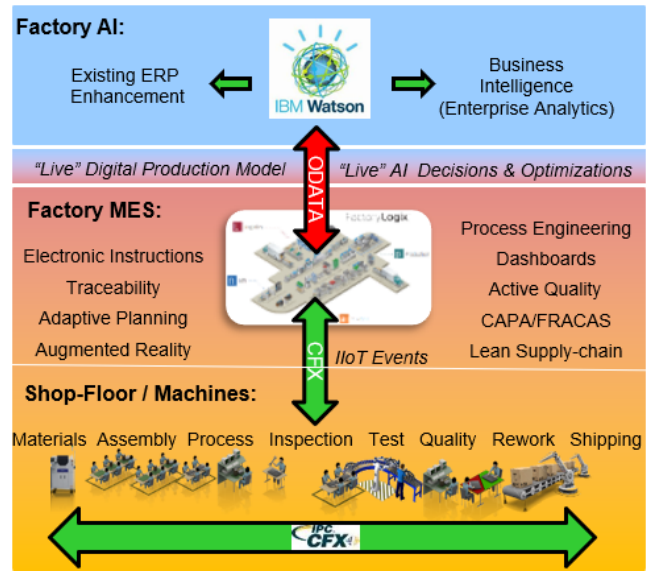 Factory AI:
Existing ERP
Enhancement
IBM Watson
Business
Intelligence
(Enterprise Analytics)
“Live” Digital Production Model
ODATA
“Live” AI Decisions & Optimizations
Factory MES:
FactoryLogix
Electronic Instructions
Traceability
Adaptive Planning
Augmented Reality
Process Engineering
Dashboards
Active Quality
CAPA/FRACAS
Lean Supply-chain
CFX
IIoT Events
Shop-Floor / Machines:
Materials Assembly Process Inspection Test Quality Rework Shipping
IPC
CFX